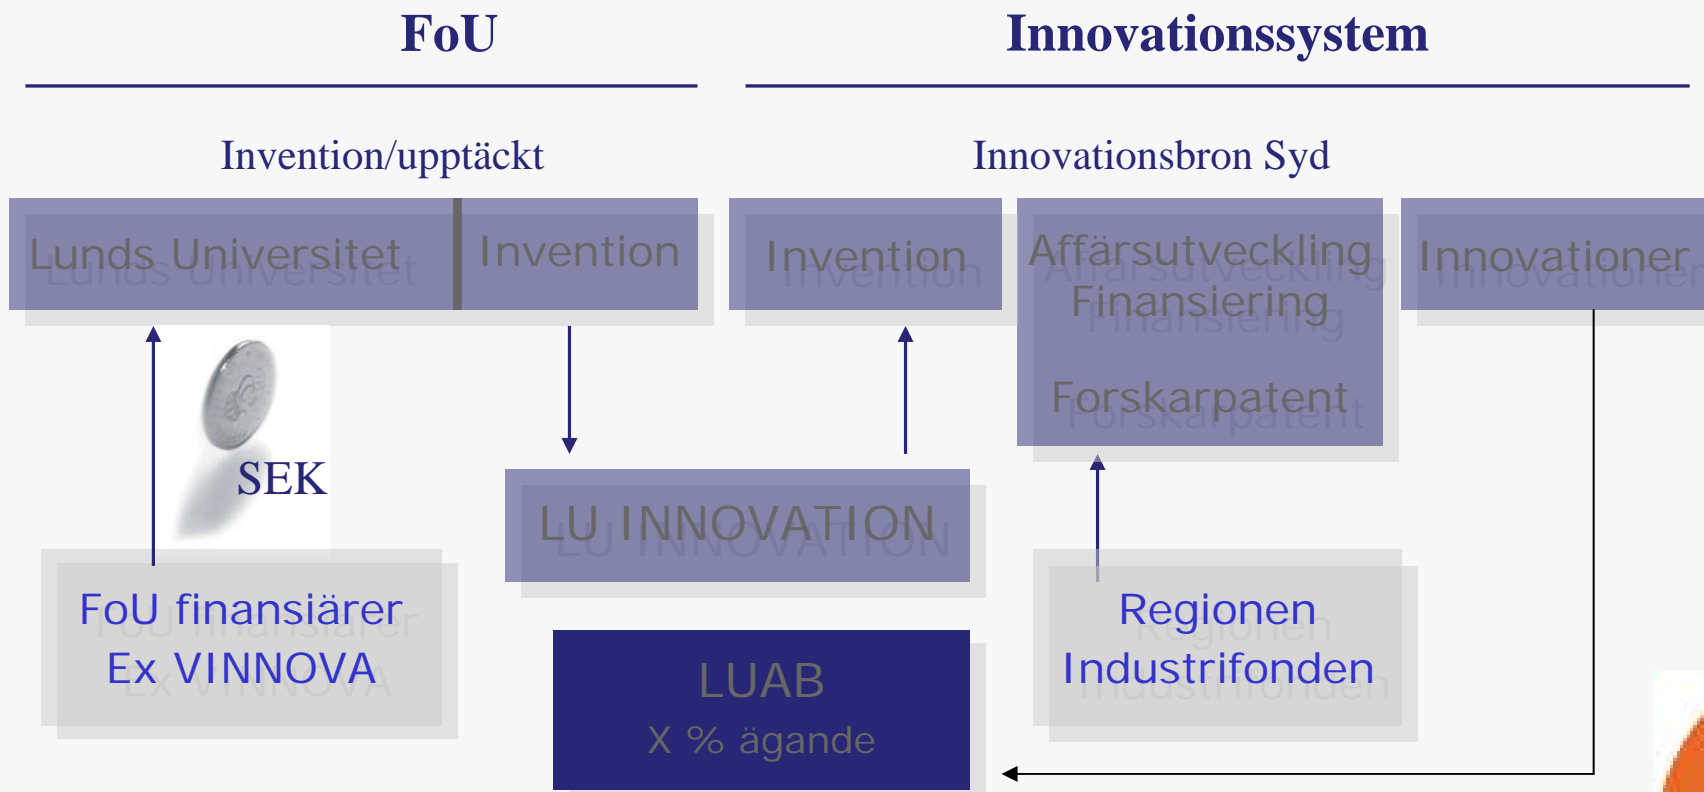 FoU
Innovationssystem
Invention/upptäckt
Innovationsbron Syd
Lunds Universitet
Invention
Invention
Affärsutveckling
Finansiering
Forskarpatent
Innovationer
SEK
LU INNOVATION
FoU finansiärer
Ex VINNOVA
LUAB
X % ägande
Regionen
Industrifonden